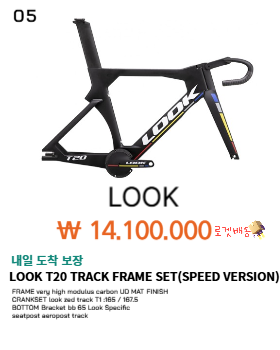 05
LOOK
T20
LOOK
LOOK
₩ 14.100.000 로켓배송
내일 도착 보장
LOOK T20 TRACK FRAME SET(SPEED VERSION)
FRAME very high modulus carbon UD MAT FINISH
CRANKSET look zed track T1 :165 / 167.5
BOTTOM Bracket bb 65 Look Specific
seatpost aeropost track